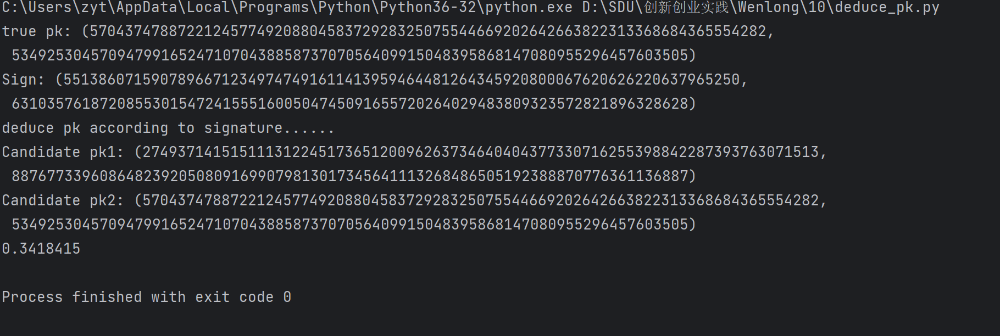 C:\Users\zyt\AppData\Local\Programs\Python\Python36-32\python.exe D:\SDU\创新创业实践\Wenlong\10\deduce_pk.py
true pk: (57043747887221245774920880458372928325075544669202642663822313368684365554282,
53492530457094799165247107043885873707056409915048395868147080955296457603505)
Sign: (55138607159078966712349747491611413959464481264345920800067620626220637965250,
63103576187208553015472415551600504745091655720264029483809323572821896328628)
deduce pk according to signature......
Candidate pk1: (27493714151511131224517365120096263734640404377330716255398842287393763071513,
88767733960864823920508091699079813017345641113268486505192388870776361136887)
Candidate pk2: (57043747887221245774920880458372928325075544669202642663822313368684365554282,
53492530457094799165247107043885873707056409915048395868147080955296457603505)
0.3418415
Process finished with exit code 0